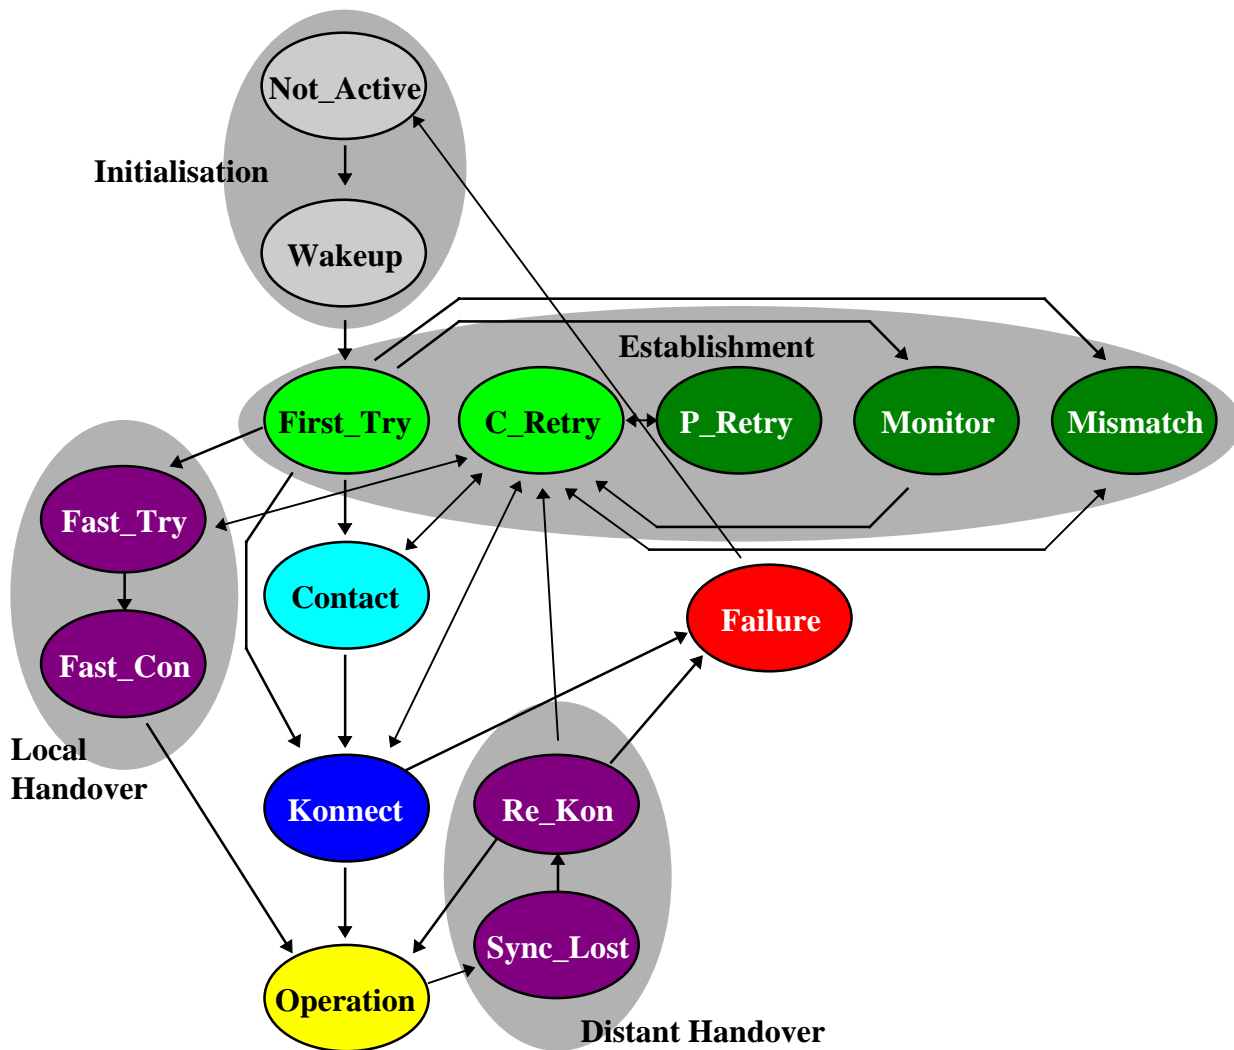 Not_Active
Initialisation
Wakeup
Establishment
First_Try
C_Retry
P_Retry
Monitor
Mismatch
Fast_Try
Contact
Failure
Fast_Con
Local
Handover
Konnect
Re_Kon
Sync_Lost
Operation
Distant Handover